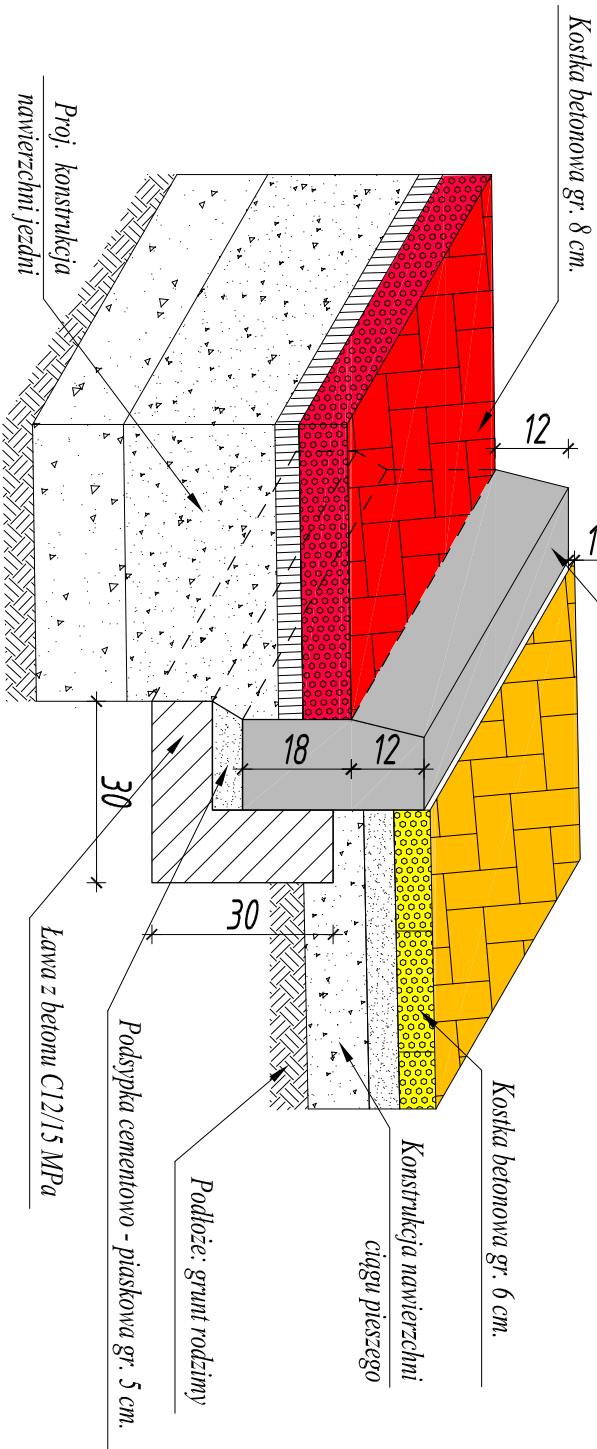 Kostka betonowa gr. 8 cm.
Proj. konstrukcja
nawierzchni jezdni
12
1
18
12
30
30
Kostka betonowa gr. 6 cm.
Konstrukcja nawierzchni
ciągu pieszego
Podłoże: grunt rodzimy
Podsypka cementowo - piaskowa gr. 5 cm.
Ława z betonu C12/15 MPa